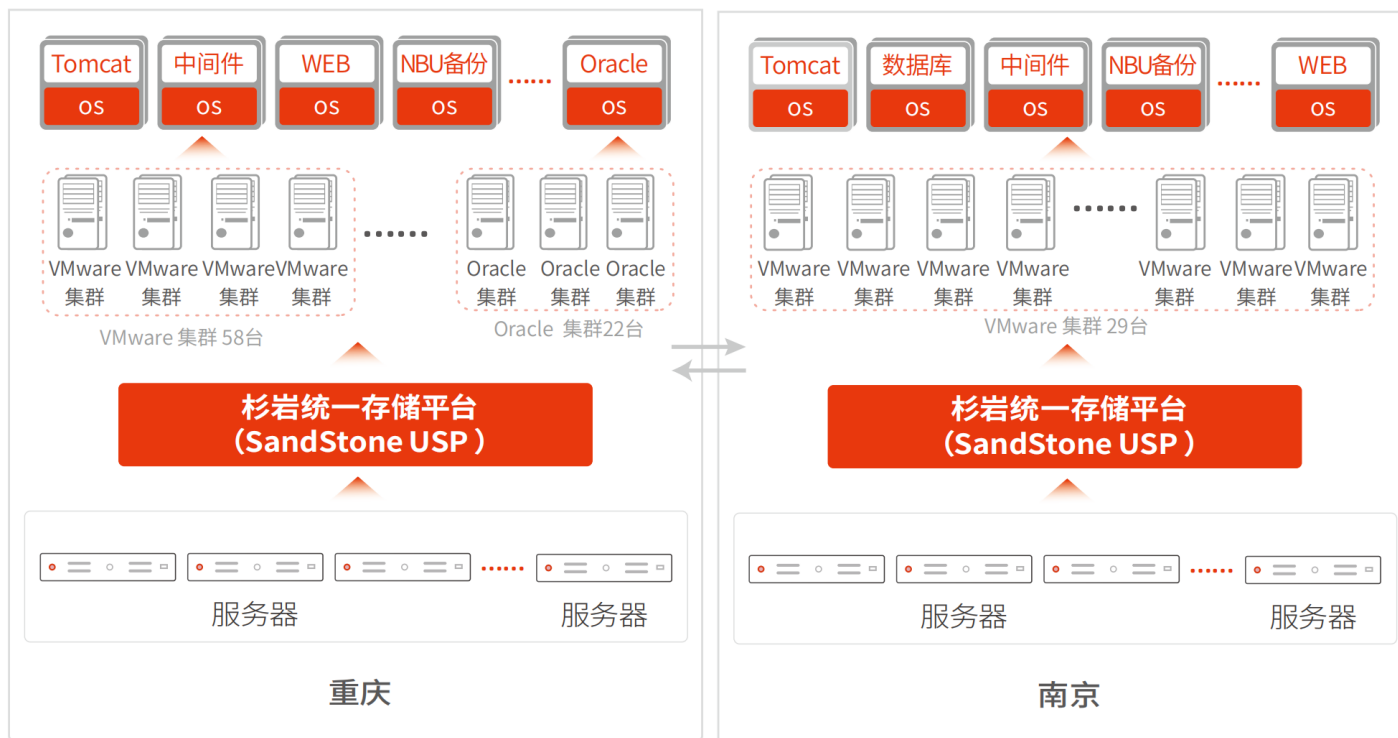 Tomcat 中间件 WEB NBU备份 Oracle
OS OS OS OS OS
VMware VMware VMware VMware Oracle Oracle Oracle
集群 集群 集群 集群 集群 集群 集群
VMware 集群 58台 Oracle 集群22台
杉岩统一存储平台
（SandStone USP ）
服务器 服务器
重庆
Tomcat 数据库 中间件 NBU备份 WEB
OS OS OS OS OS
VMware VMware VMware VMware VMware VMware VMware
集群 集群 集群 集群 集群 集群 集群
VMware 集群 29台
杉岩统一存储平台
（SandStone USP ）
服务器 服务器
南京